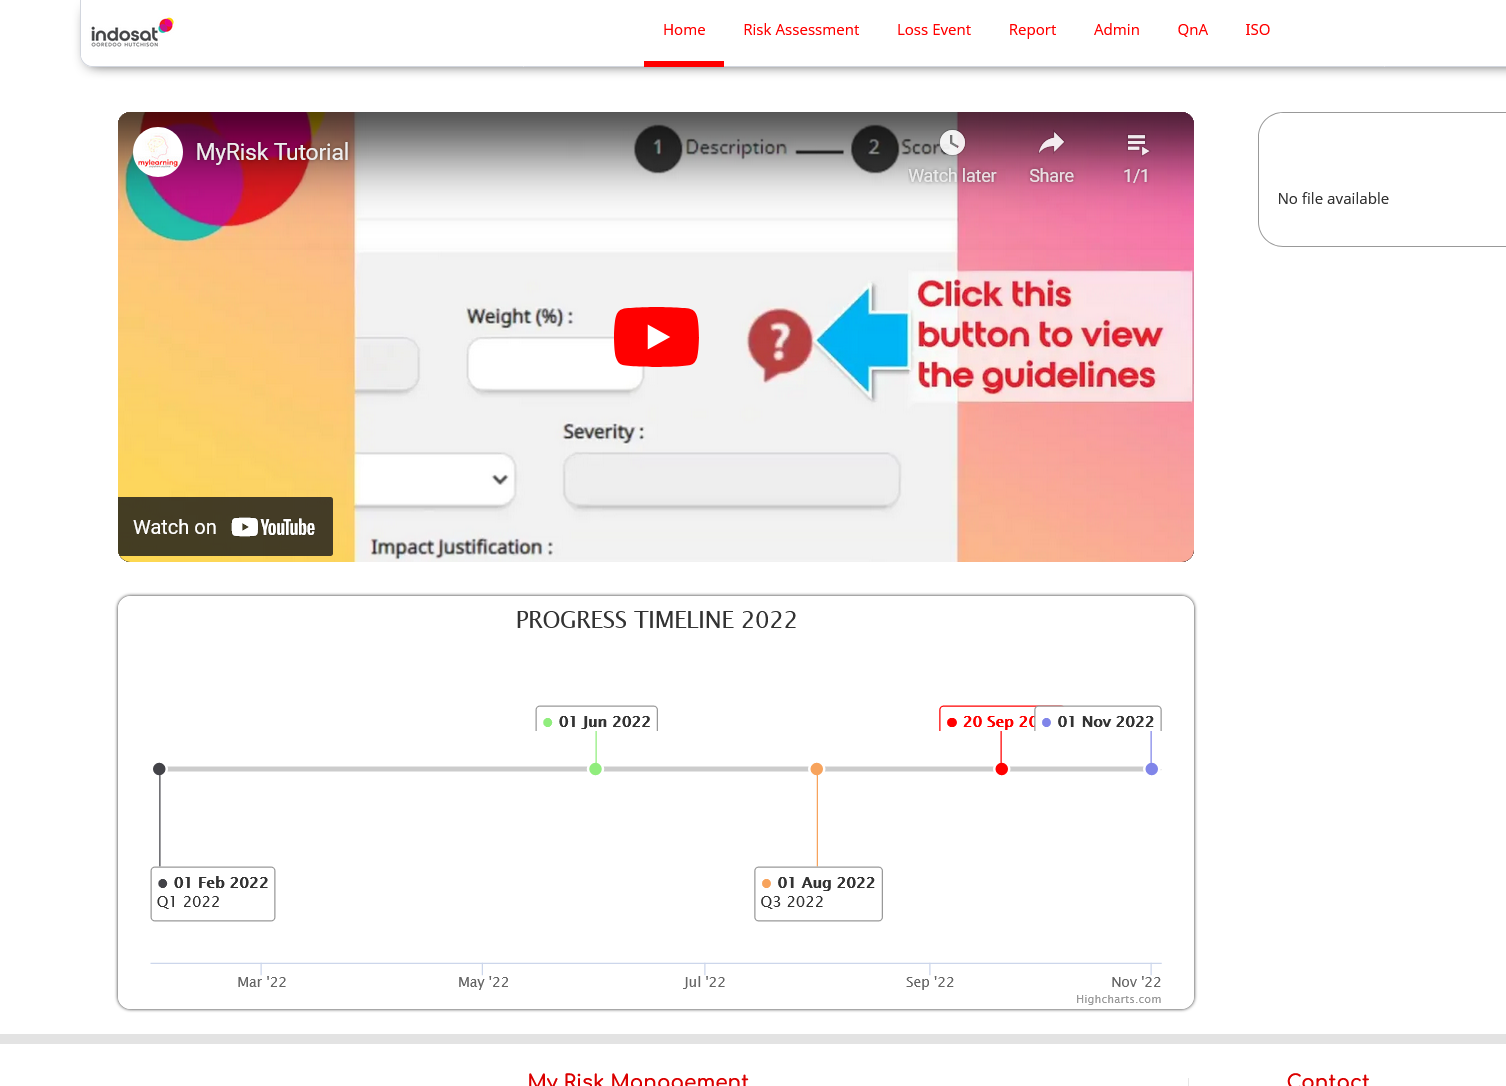 indosat
OOREDOO HUTCHISON
Home
Risk Assessment
Loss Event
Report
Admin
QnA
ISO
mylearning
MyRisk Tutorial
1 Description
2 Scor
Watch later
Share
1/1
No file available
Weight (%) :
?
Click this
button to view
the guidelines
Severity :
Watch on YouTube
Impact Justification :
PROGRESS TIMELINE 2022
01 Jun 2022
20 Sep 20
01 Nov 2022
01 Feb 2022
Q1 2022
01 Aug 2022
Q3 2022
Mar '22
May '22
Jul '22
Sep '22
Nov '22
Highcharts.com
My Risk Management
Contact